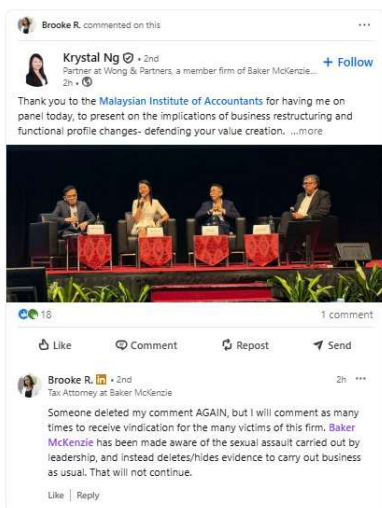 Brooke R. commented on this
Krystal Ng • 2nd
Partner at Wong & Partners, a member firm of Baker McKenzie...
2h •
+ Follow
Thank you to the Malaysian Institute of Accountants for having me on
panel today, to present on the implications of business restructuring and
functional profile changes- defending your value creation. ...more
18
1 comment
Like
Comment
Repost
Send
Brooke R. in • 2nd
2h
Tax Attorney at Baker McKenzie
Someone deleted my comment AGAIN, but I will comment as many
times to receive vindication for the many victims of this firm. Baker
McKenzie has been made aware of the sexual assault carried out by
leadership, and instead deletes/hides evidence to carry out business
as usual. That will not continue.
Like | Reply